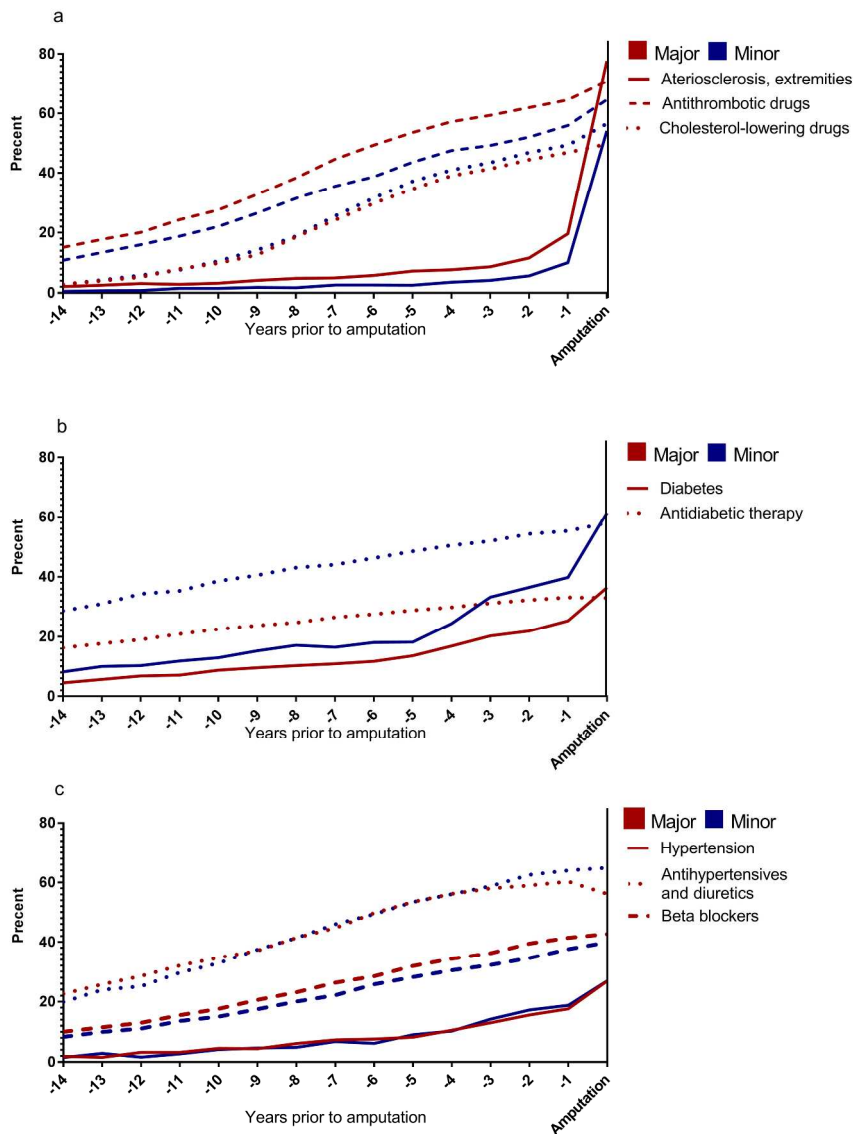 a
80
60
40
20
0
Precent
-14
-13
-12
-11
-10
-9
-8
-7
-6
-5
-4
-3
-2
-1
Amputation
Years prior to amputation
Major Minor
Ateriosclerosis, extremities
Antithrombotic drugs
Cholesterol-lowering drugs
b
80
60
40
20
0
Precent
-14
-13
-12
-11
-10
-9
-8
-7
-6
-5
-4
-3
-2
-1
Amputation
Years prior to amputation
Major Minor
Diabetes
Antidiabetic therapy
c
80
60
40
20
0
Precent
-14
-13
-12
-11
-10
-9
-8
-7
-6
-5
-4
-3
-2
-1
Amputation
Years prior to amputation
Major Minor
Hypertension
Antihypertensives
and diuretics
Beta blockers